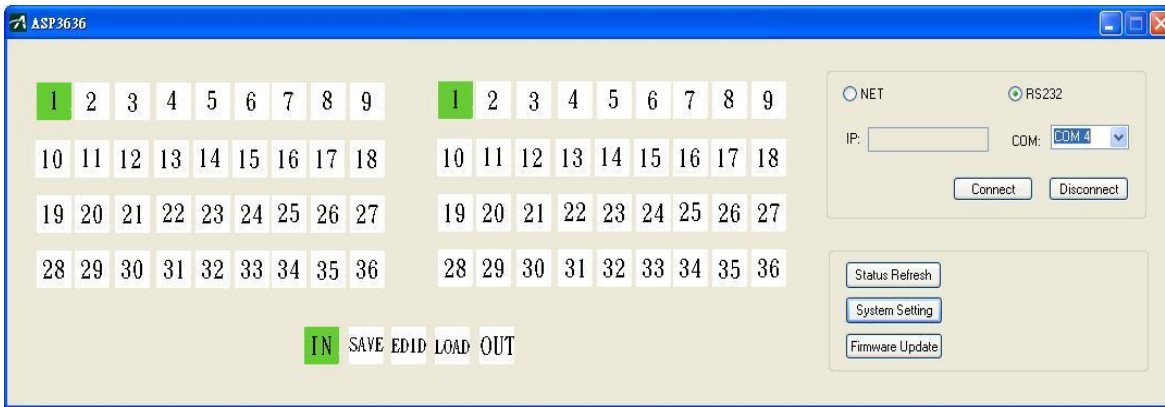 ASP3636
1 2 3 4 5 6 7 8 9
10 11 12 13 14 15 16 17 18
19 20 21 22 23 24 25 26 27
28 29 30 31 32 33 34 35 36
1 2 3 4 5 6 7 8 9
10 11 12 13 14 15 16 17 18
19 20 21 22 23 24 25 26 27
28 29 30 31 32 33 34 35 36
IN SAVE EDID LOAD OUT
NET RS232
IP: COM: COM 4
Connect Disconnect
Status Refresh
System Setting
Firmware Update